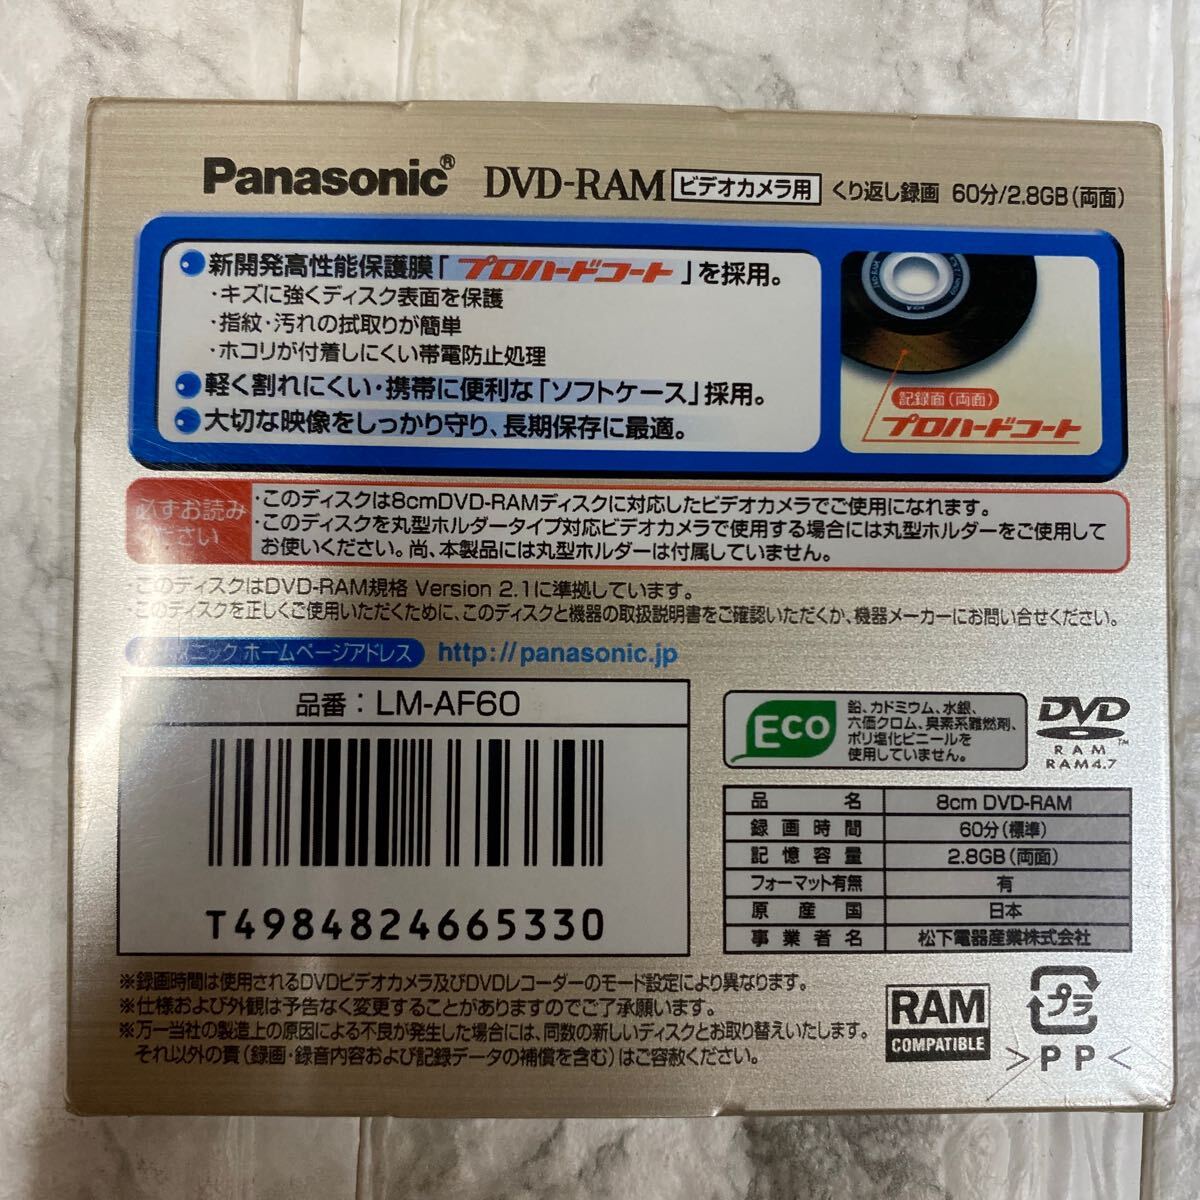 Panasonic® DVD-RAM ビデオカメラ用 くり返し録画 60分/2.8GB(両面)
新開発高性能保護膜「プロハードコート」を採用。
・キズに強くディスク表面を保護
・指紋・汚れの拭取りが簡単
・ホコリが付着しにくい帯電防止処理
軽く割れにくい・携帯に便利な「ソフトケース」採用。
大切な映像をしっかり守り、長期保存に最適。
記録面(両面)
プロハードコート
必ずお読み
ください
・このディスクは8cmDVD-RAMディスクに対応したビデオカメラでご使用になれます。
・このディスクを丸型ホルダータイプ対応ビデオカメラで使用する場合には丸型ホルダーをご使用して
お使いください。尚、本製品には丸型ホルダーは付属していません。
・このディスクはDVD-RAM規格 Version 2.1に準拠しています。
・このディスクを正しくご使用いただくために、このディスクと機器の取扱説明書をご確認いただくか、機器メーカーにお問い合せください。
パナソニック ホームページアドレス http://panasonic.jp
品番：LM-AF60
T4984824665330
Eco
鉛、カドミウム、水銀、
六価クロム、臭素系難燃剤、
ポリ塩化ビニールを
使用していません。
DVD
RAM™
RAM4.7
品名 8cm DVD-RAM
録画時間 60分(標準)
記憶容量 2.8GB(両面)
フォーマット有無 有
原産国 日本
事業者名 松下電器産業株式会社
※録画時間は使用されるDVDビデオカメラ及びDVDレコーダーのモード設定により異なります。
※仕様および外観は予告なく変更することがありますのでご了承願います。
※万一当社の製造上の原因による不良が発生した場合には、同数の新しいディスクとお取り替えいたします。
それ以外の責(録画・録音内容および記録データの補償を含む)はご容赦ください。
RAM
COMPATIBLE
プラ
>PP<